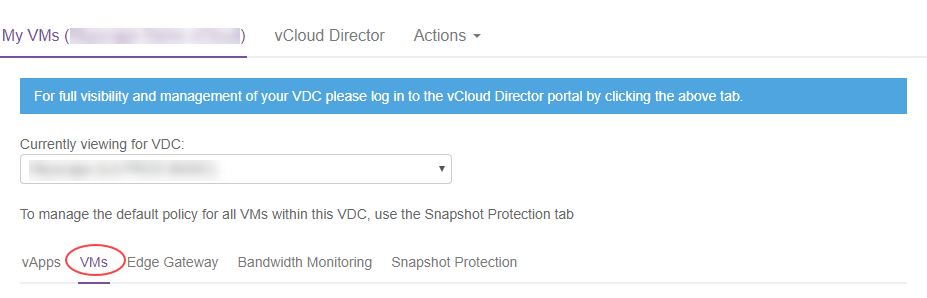 My VMs ( ) vCloud Director Actions
For full visibility and management of your VDC please log in to the vCloud Director portal by clicking the above tab.
Currently viewing for VDC:
To manage the default policy for all VMs within this VDC, use the Snapshot Protection tab
vApps VMs Edge Gateway Bandwidth Monitoring Snapshot Protection